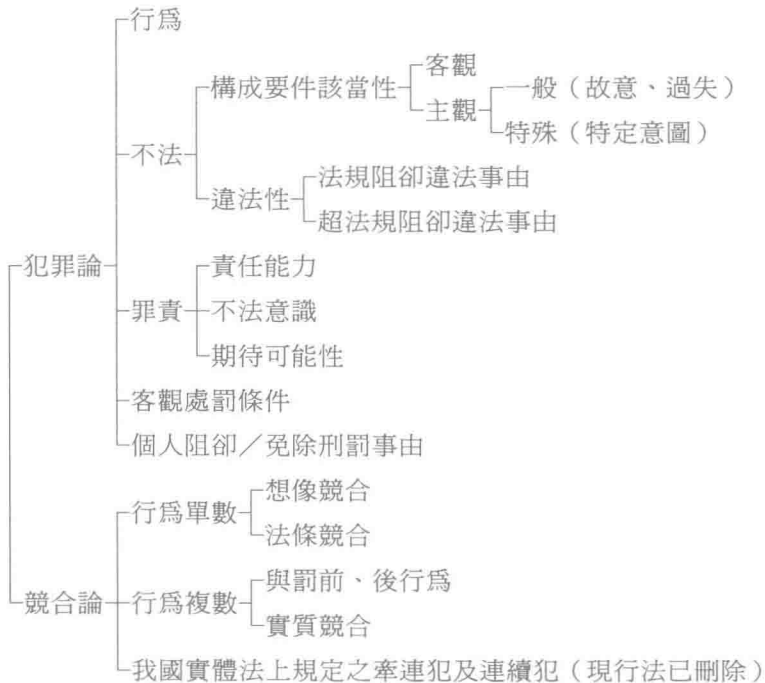 行爲
客觀
構成要件該當性
一般（故意、過失）
主觀
特殊（特定意圖）
不法
法規阻卻違法事由
違法性
超法規阻卻違法事由
犯罪論
責任能力
罪責
不法意識
期待可能性
客觀處罰條件
個人阻卻／免除刑罰事由
想像競合
行爲單數
法條競合
與罰前、後行爲
競合論
行爲複數
實質競合
我國實體法上規定之牽連犯及連續犯（現行法已刪除）